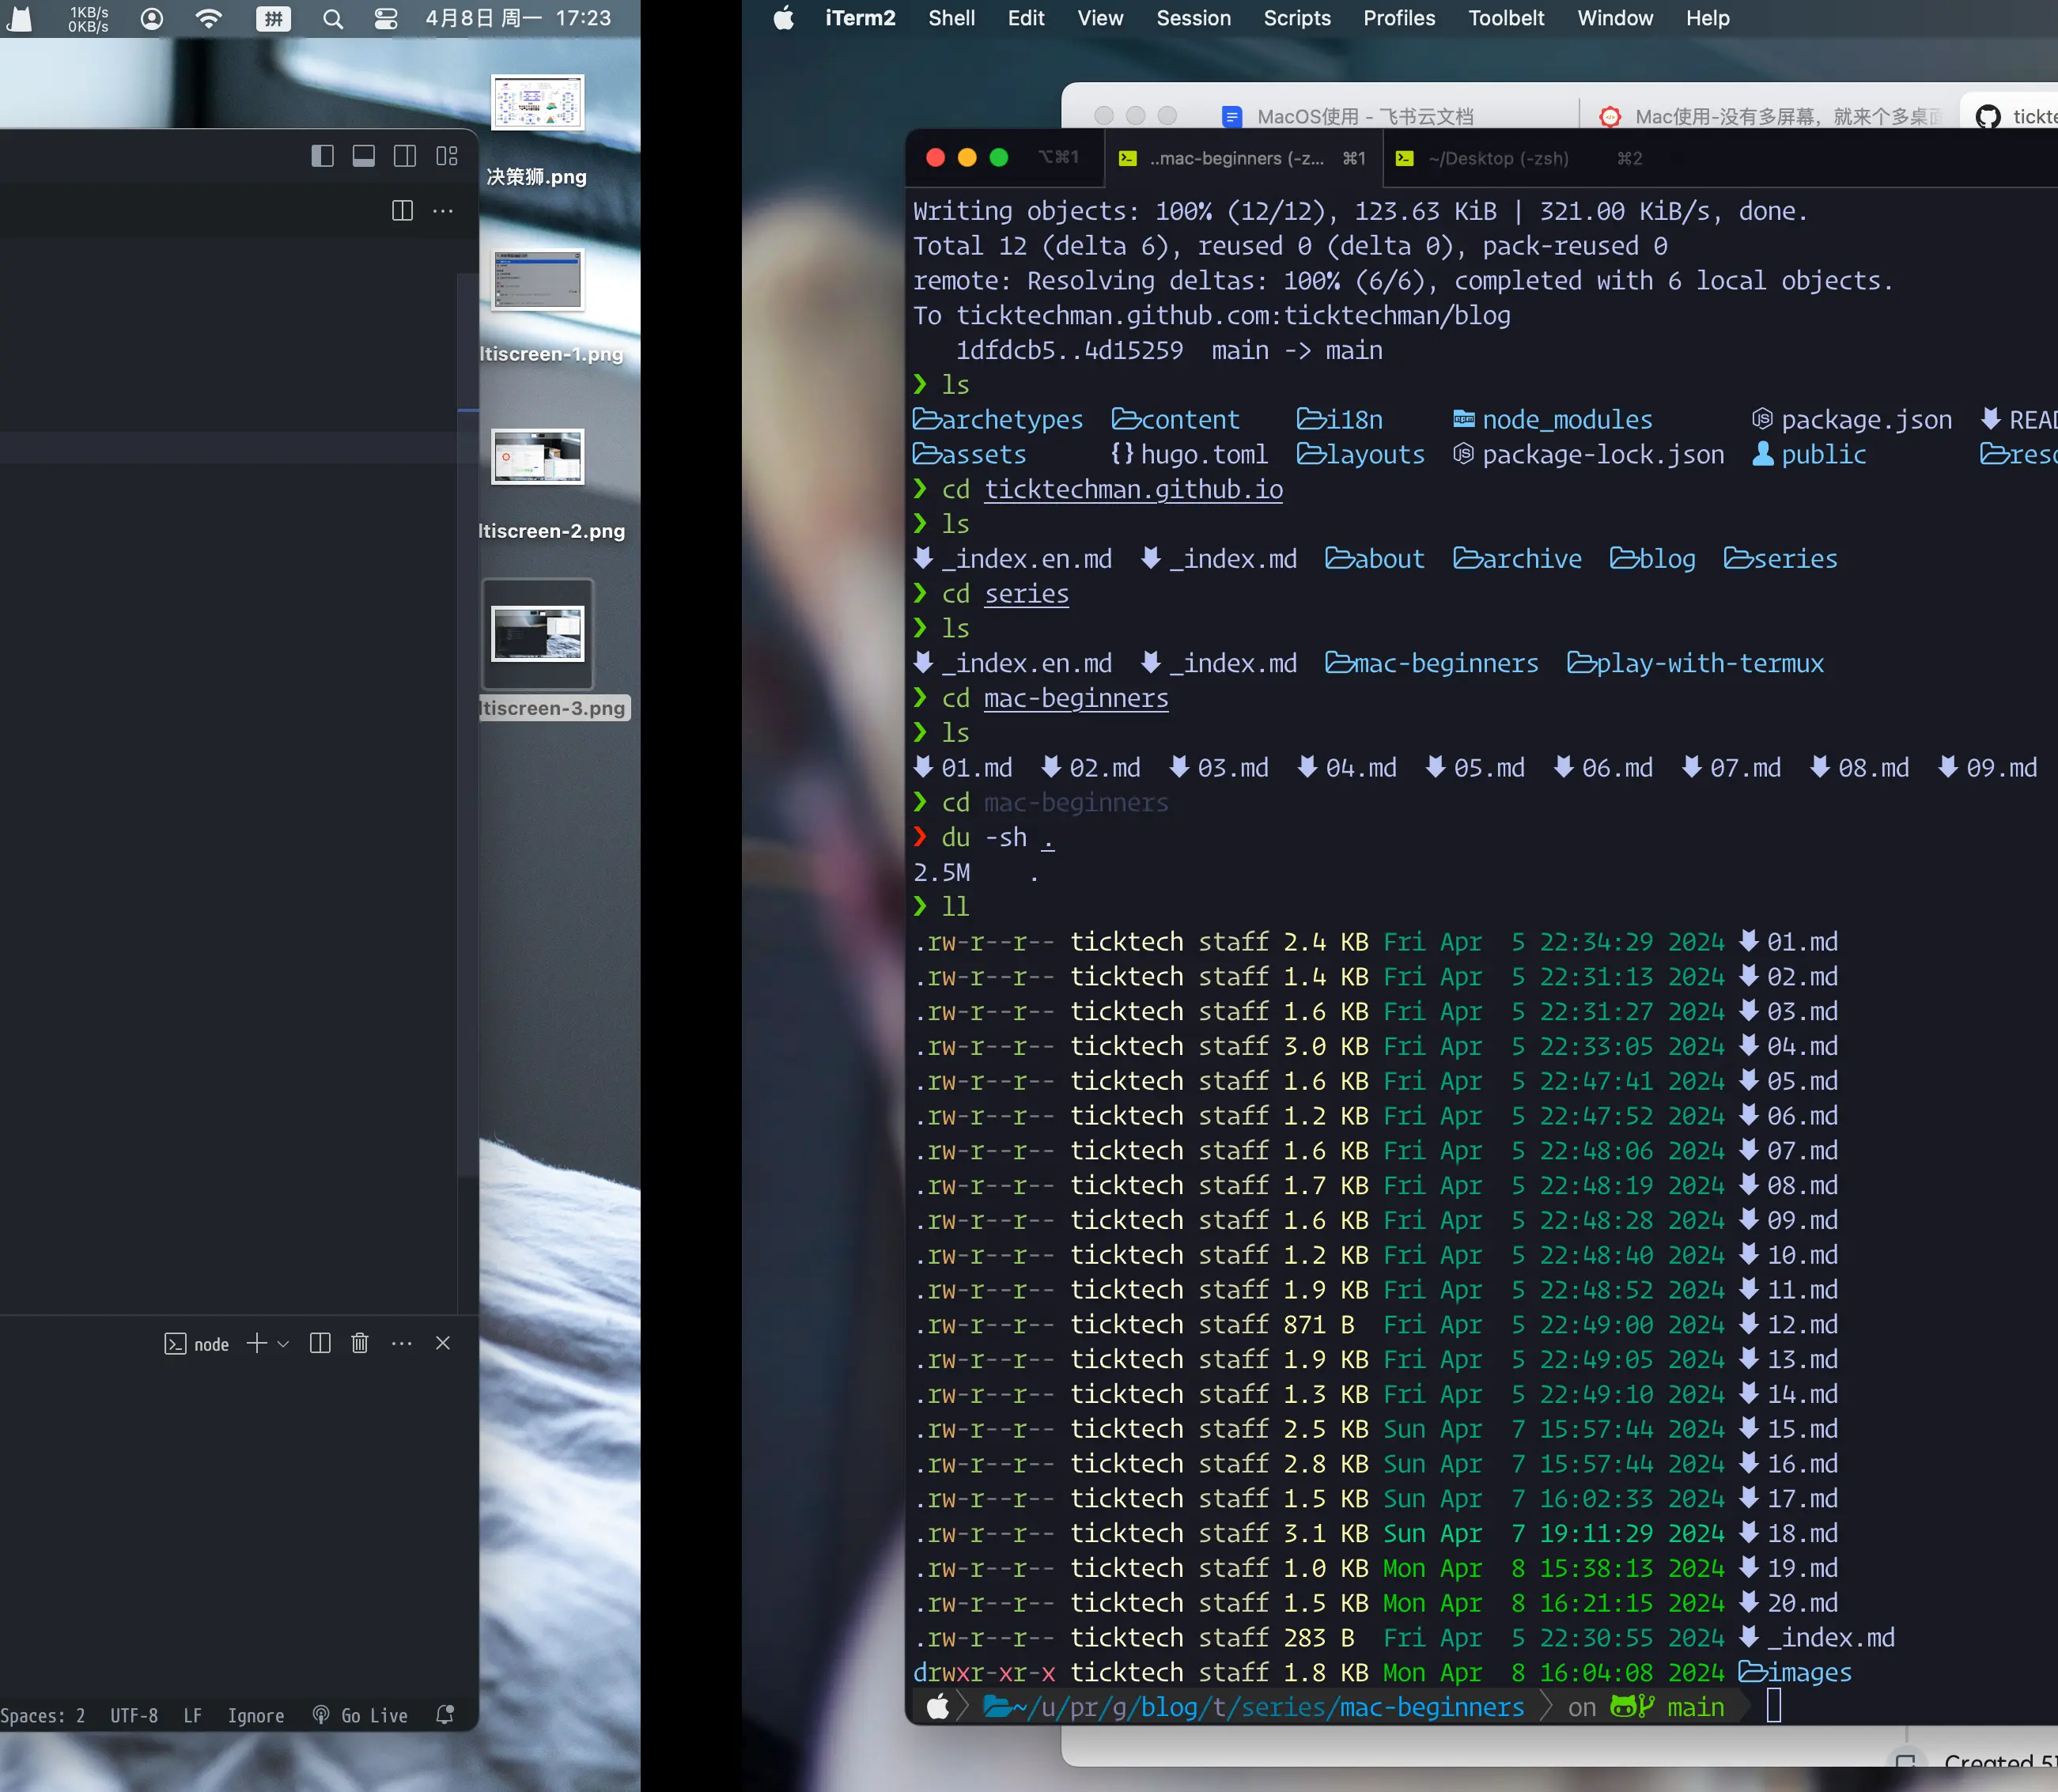 1KB/s
0KB/s
拼
4月8日 周一 17:23
决策狮.png
ltiscreen-1.png
ltiscreen-2.png
ltiscreen-3.png
node
Spaces: 2 UTF-8 LF Ignore Go Live
iTerm2 Shell Edit View Session Scripts Profiles Toolbelt Window Help
MacOS使用 - 飞书云文档 Mac使用-没有多屏幕，就来个多桌面 tickte
⌥⌘1 ..mac-beginners (-z... ⌘1 ~/Desktop (-zsh) ⌘2
Writing objects: 100% (12/12), 123.63 KiB | 321.00 KiB/s, done.
Total 12 (delta 6), reused 0 (delta 0), pack-reused 0
remote: Resolving deltas: 100% (6/6), completed with 6 local objects.
To ticktechman.github.com:ticktechman/blog
1dfdcb5..4d15259 main -> main
❯ ls
archetypes content i18n node_modules package.json READ
assets {} hugo.toml layouts package-lock.json public reso
❯ cd ticktechman.github.io
❯ ls
_index.en.md _index.md about archive blog series
❯ cd series
❯ ls
_index.en.md _index.md mac-beginners play-with-termux
❯ cd mac-beginners
❯ ls
01.md 02.md 03.md 04.md 05.md 06.md 07.md 08.md 09.md
❯ cd mac-beginners
❯ du -sh .
2.5M .
❯ ll
.rw-r--r-- ticktech staff 2.4 KB Fri Apr 5 22:34:29 2024 01.md
.rw-r--r-- ticktech staff 1.4 KB Fri Apr 5 22:31:13 2024 02.md
.rw-r--r-- ticktech staff 1.6 KB Fri Apr 5 22:31:27 2024 03.md
.rw-r--r-- ticktech staff 3.0 KB Fri Apr 5 22:33:05 2024 04.md
.rw-r--r-- ticktech staff 1.6 KB Fri Apr 5 22:47:41 2024 05.md
.rw-r--r-- ticktech staff 1.2 KB Fri Apr 5 22:47:52 2024 06.md
.rw-r--r-- ticktech staff 1.6 KB Fri Apr 5 22:48:06 2024 07.md
.rw-r--r-- ticktech staff 1.7 KB Fri Apr 5 22:48:19 2024 08.md
.rw-r--r-- ticktech staff 1.6 KB Fri Apr 5 22:48:28 2024 09.md
.rw-r--r-- ticktech staff 1.2 KB Fri Apr 5 22:48:40 2024 10.md
.rw-r--r-- ticktech staff 1.9 KB Fri Apr 5 22:48:52 2024 11.md
.rw-r--r-- ticktech staff 871 B Fri Apr 5 22:49:00 2024 12.md
.rw-r--r-- ticktech staff 1.9 KB Fri Apr 5 22:49:05 2024 13.md
.rw-r--r-- ticktech staff 1.3 KB Fri Apr 5 22:49:10 2024 14.md
.rw-r--r-- ticktech staff 2.5 KB Sun Apr 7 15:57:44 2024 15.md
.rw-r--r-- ticktech staff 2.8 KB Sun Apr 7 15:57:44 2024 16.md
.rw-r--r-- ticktech staff 1.5 KB Sun Apr 7 16:02:33 2024 17.md
.rw-r--r-- ticktech staff 3.1 KB Sun Apr 7 19:11:29 2024 18.md
.rw-r--r-- ticktech staff 1.0 KB Mon Apr 8 15:38:13 2024 19.md
.rw-r--r-- ticktech staff 1.5 KB Mon Apr 8 16:21:15 2024 20.md
.rw-r--r-- ticktech staff 283 B Fri Apr 5 22:30:55 2024 _index.md
drwxr-xr-x ticktech staff 1.8 KB Mon Apr 8 16:04:08 2024 images
~/u/pr/g/blog/t/series/mac-beginners on main
Created